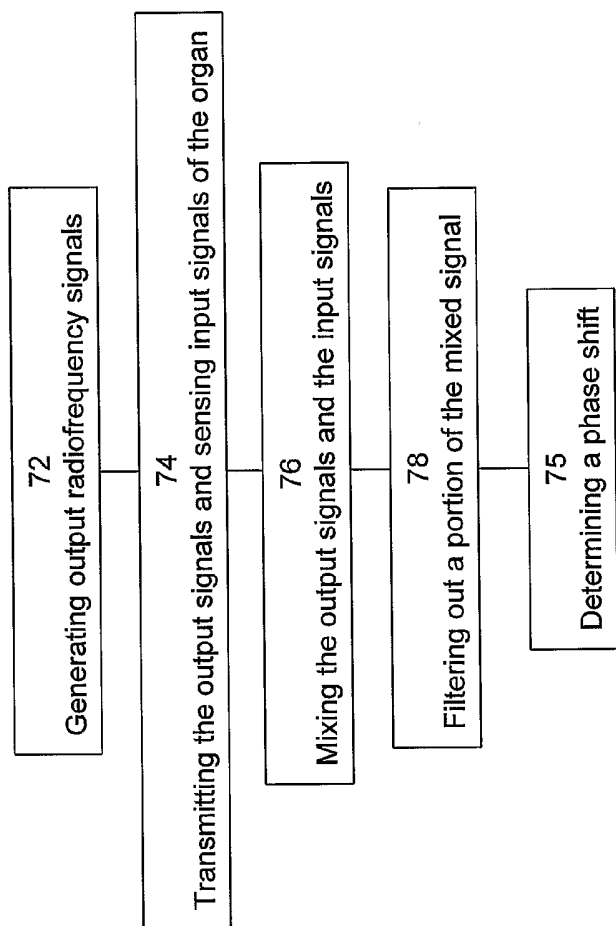 72
Generating output radiofrequency signals
74
Transmitting the output signals and sensing input signals of the organ
76
Mixing the output signals and the input signals
78
Filtering out a portion of the mixed signal
75
Determining a phase shift